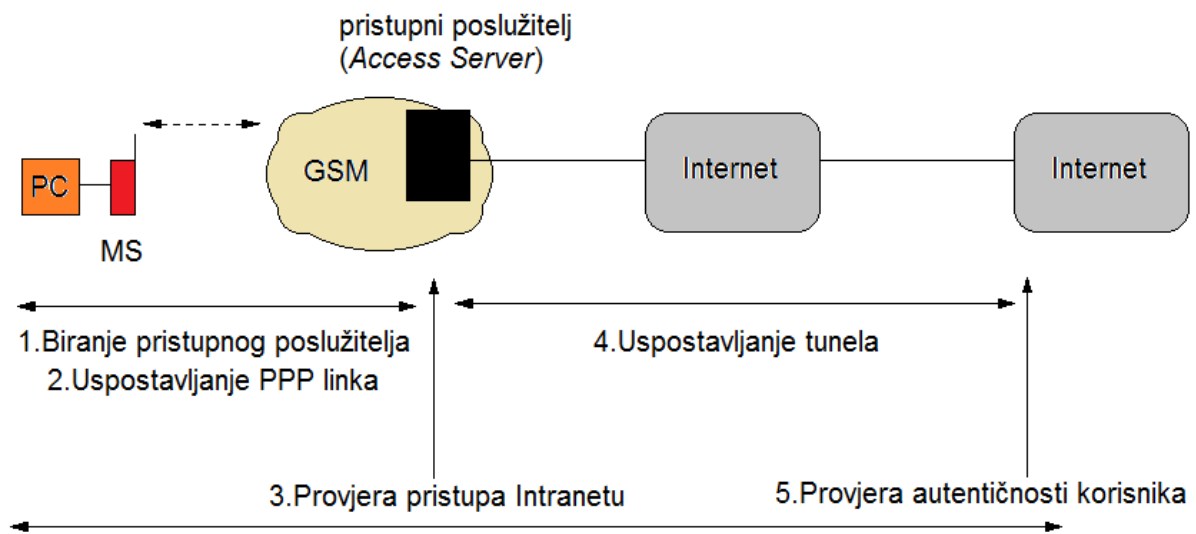 pristupni poslužitelj
(Access Server)
PC
MS
GSM
Internet
Internet
1.Biranje pristupnog poslužitelja
2.Uspostavljanje PPP linka
4.Uspostavljanje tunela
3.Provjera pristupa Intranetu
5.Provjera autentičnosti korisnika